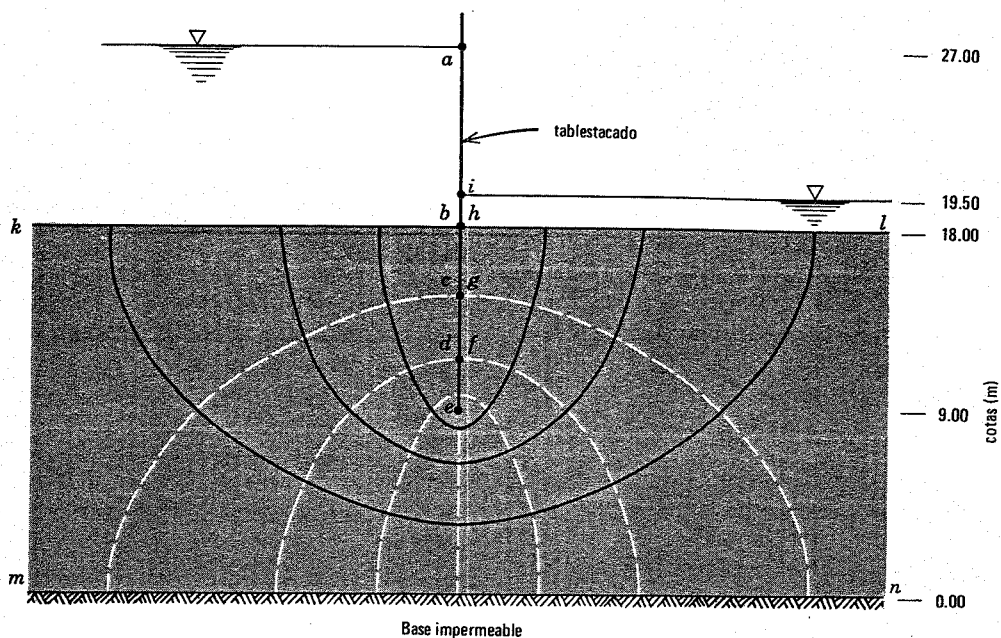 a
27.00
tablestacado
i
19.50
k
b h
l
18.00
c g
d f
e
9.00
cotas (m)
m
n
0.00
Base impermeable